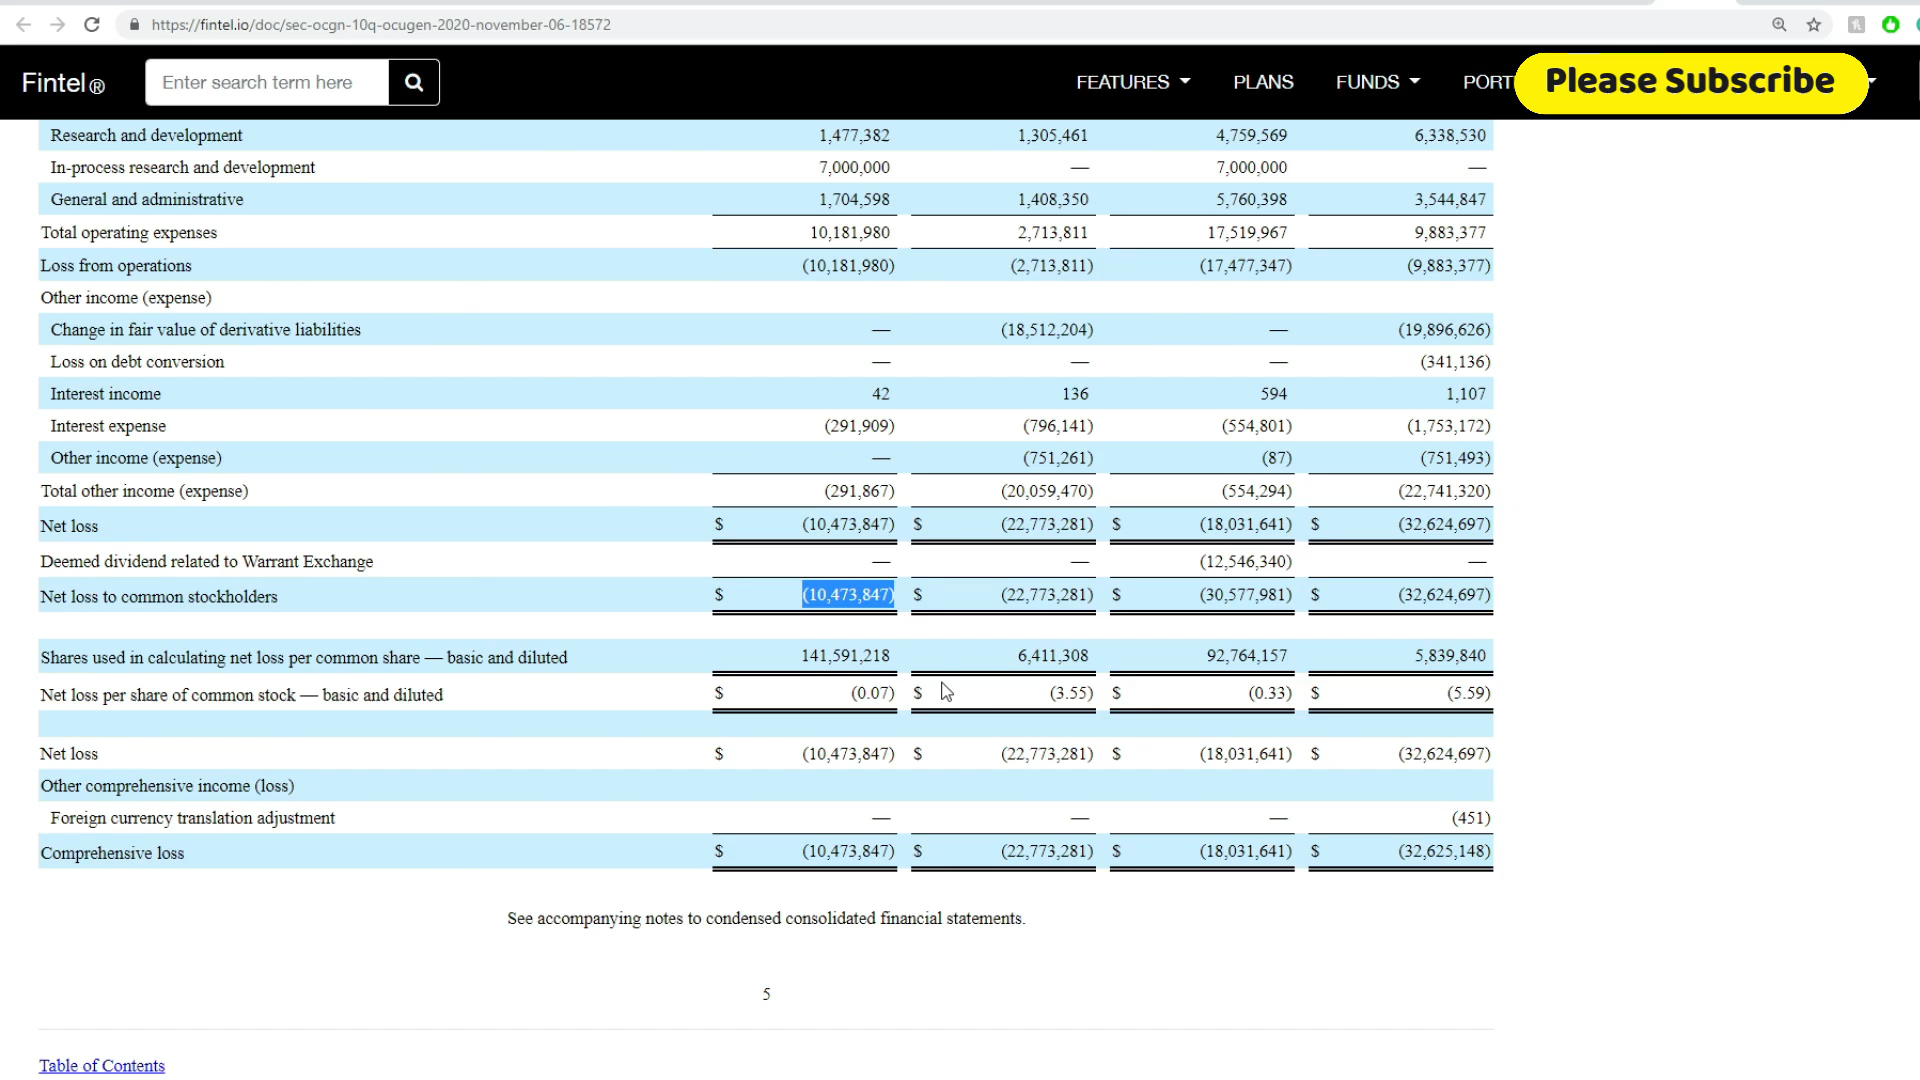 https://fintel.io/doc/sec-ocgn-10q-ocugen-2020-november-06-18572
Fintel® Enter search term here FEATURES PLANS FUNDS PORT Please Subscribe
Research and development 1,477,382 1,305,461 4,759,569 6,338,530
In-process research and development 7,000,000 — 7,000,000 —
General and administrative 1,704,598 1,408,350 5,760,398 3,544,847
Total operating expenses 10,181,980 2,713,811 17,519,967 9,883,377
Loss from operations (10,181,980) (2,713,811) (17,477,347) (9,883,377)
Other income (expense)
Change in fair value of derivative liabilities — (18,512,204) — (19,896,626)
Loss on debt conversion — — — (341,136)
Interest income 42 136 594 1,107
Interest expense (291,909) (796,141) (554,801) (1,753,172)
Other income (expense) — (751,261) (87) (751,493)
Total other income (expense) (291,867) (20,059,470) (554,294) (22,741,320)
Net loss $ (10,473,847) $ (22,773,281) $ (18,031,641) $ (32,624,697)
Deemed dividend related to Warrant Exchange — — (12,546,340) —
Net loss to common stockholders $ (10,473,847) $ (22,773,281) $ (30,577,981) $ (32,624,697)
Shares used in calculating net loss per common share — basic and diluted 141,591,218 6,411,308 92,764,157 5,839,840
Net loss per share of common stock — basic and diluted $ (0.07) $ (3.55) $ (0.33) $ (5.59)
Net loss $ (10,473,847) $ (22,773,281) $ (18,031,641) $ (32,624,697)
Other comprehensive income (loss)
Foreign currency translation adjustment — — — (451)
Comprehensive loss $ (10,473,847) $ (22,773,281) $ (18,031,641) $ (32,625,148)
See accompanying notes to condensed consolidated financial statements.
5
Table of Contents